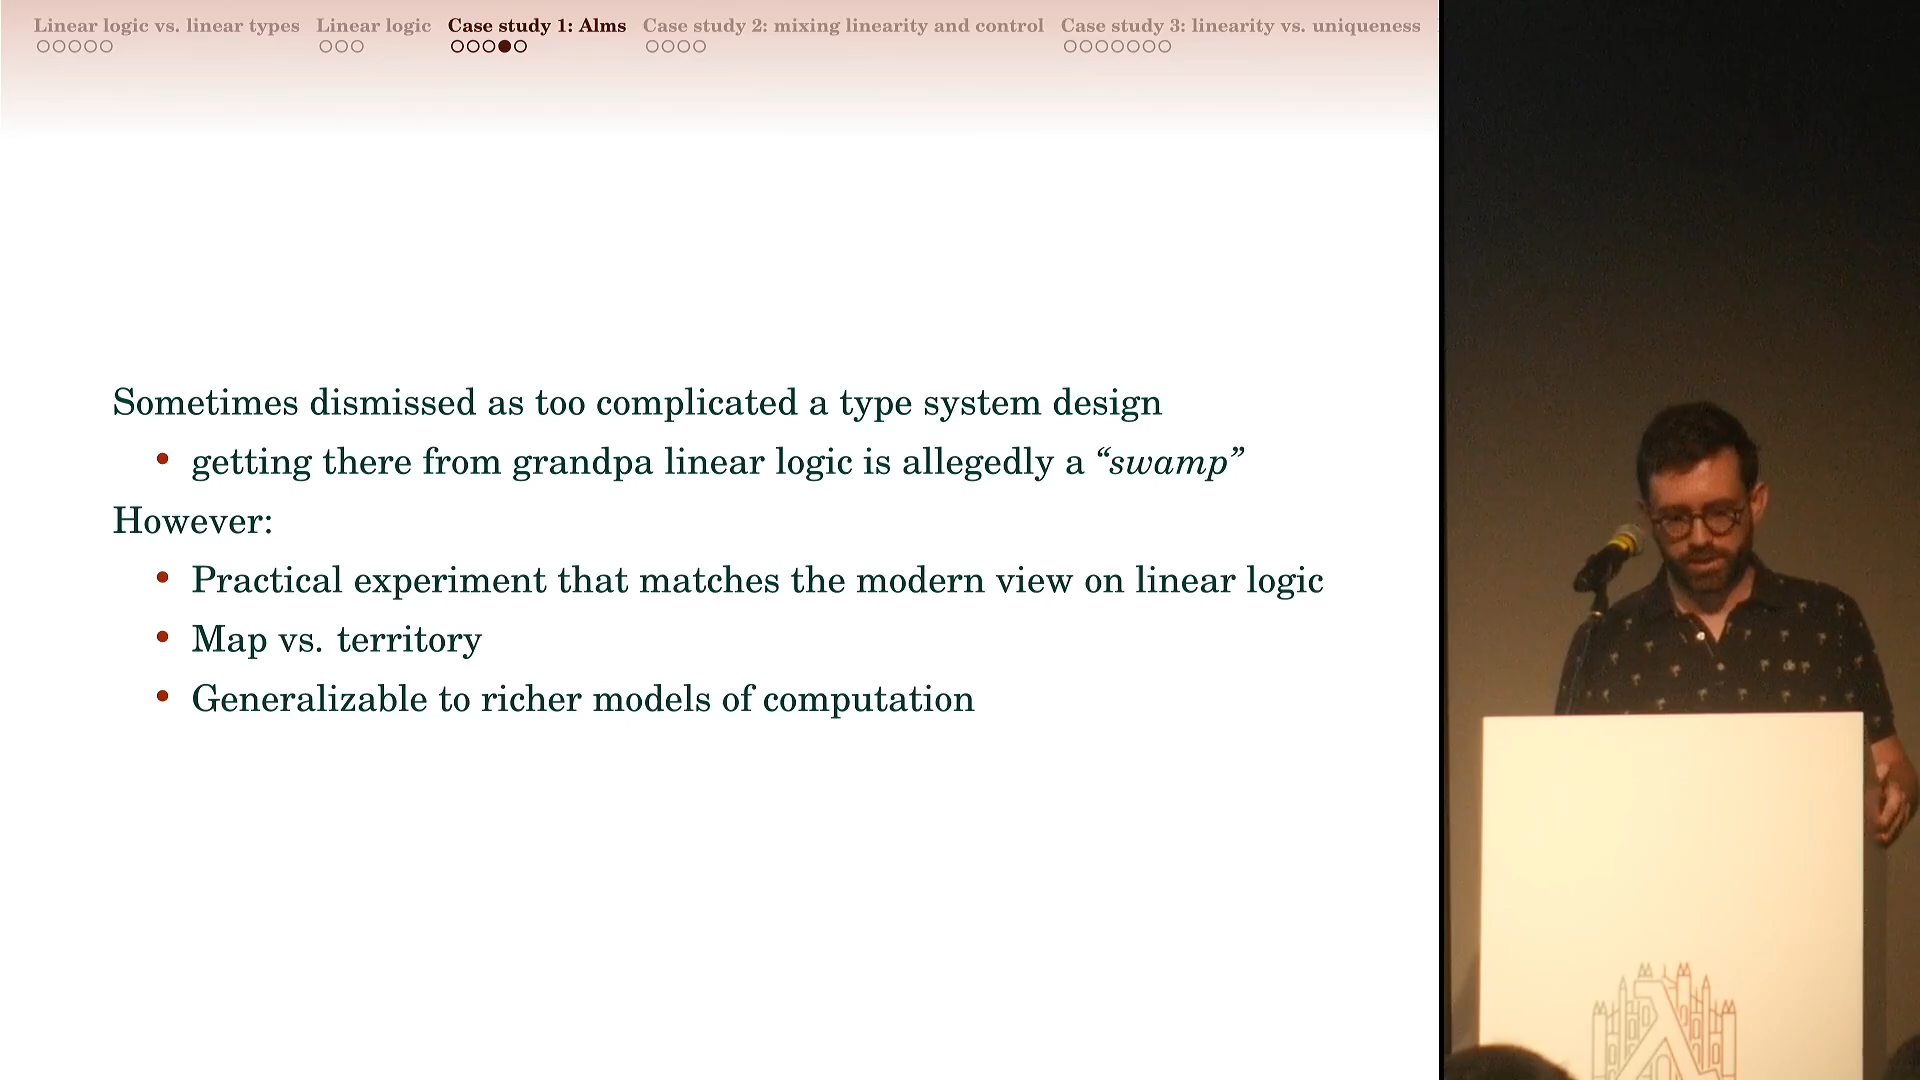 Linear logic vs. linear types Linear logic Case study 1: Alms Case study 2: mixing linearity and control Case study 3: linearity vs. uniqueness
Sometimes dismissed as too complicated a type system design
• getting there from grandpa linear logic is allegedly a “swamp”
However:
• Practical experiment that matches the modern view on linear logic
• Map vs. territory
• Generalizable to richer models of computation